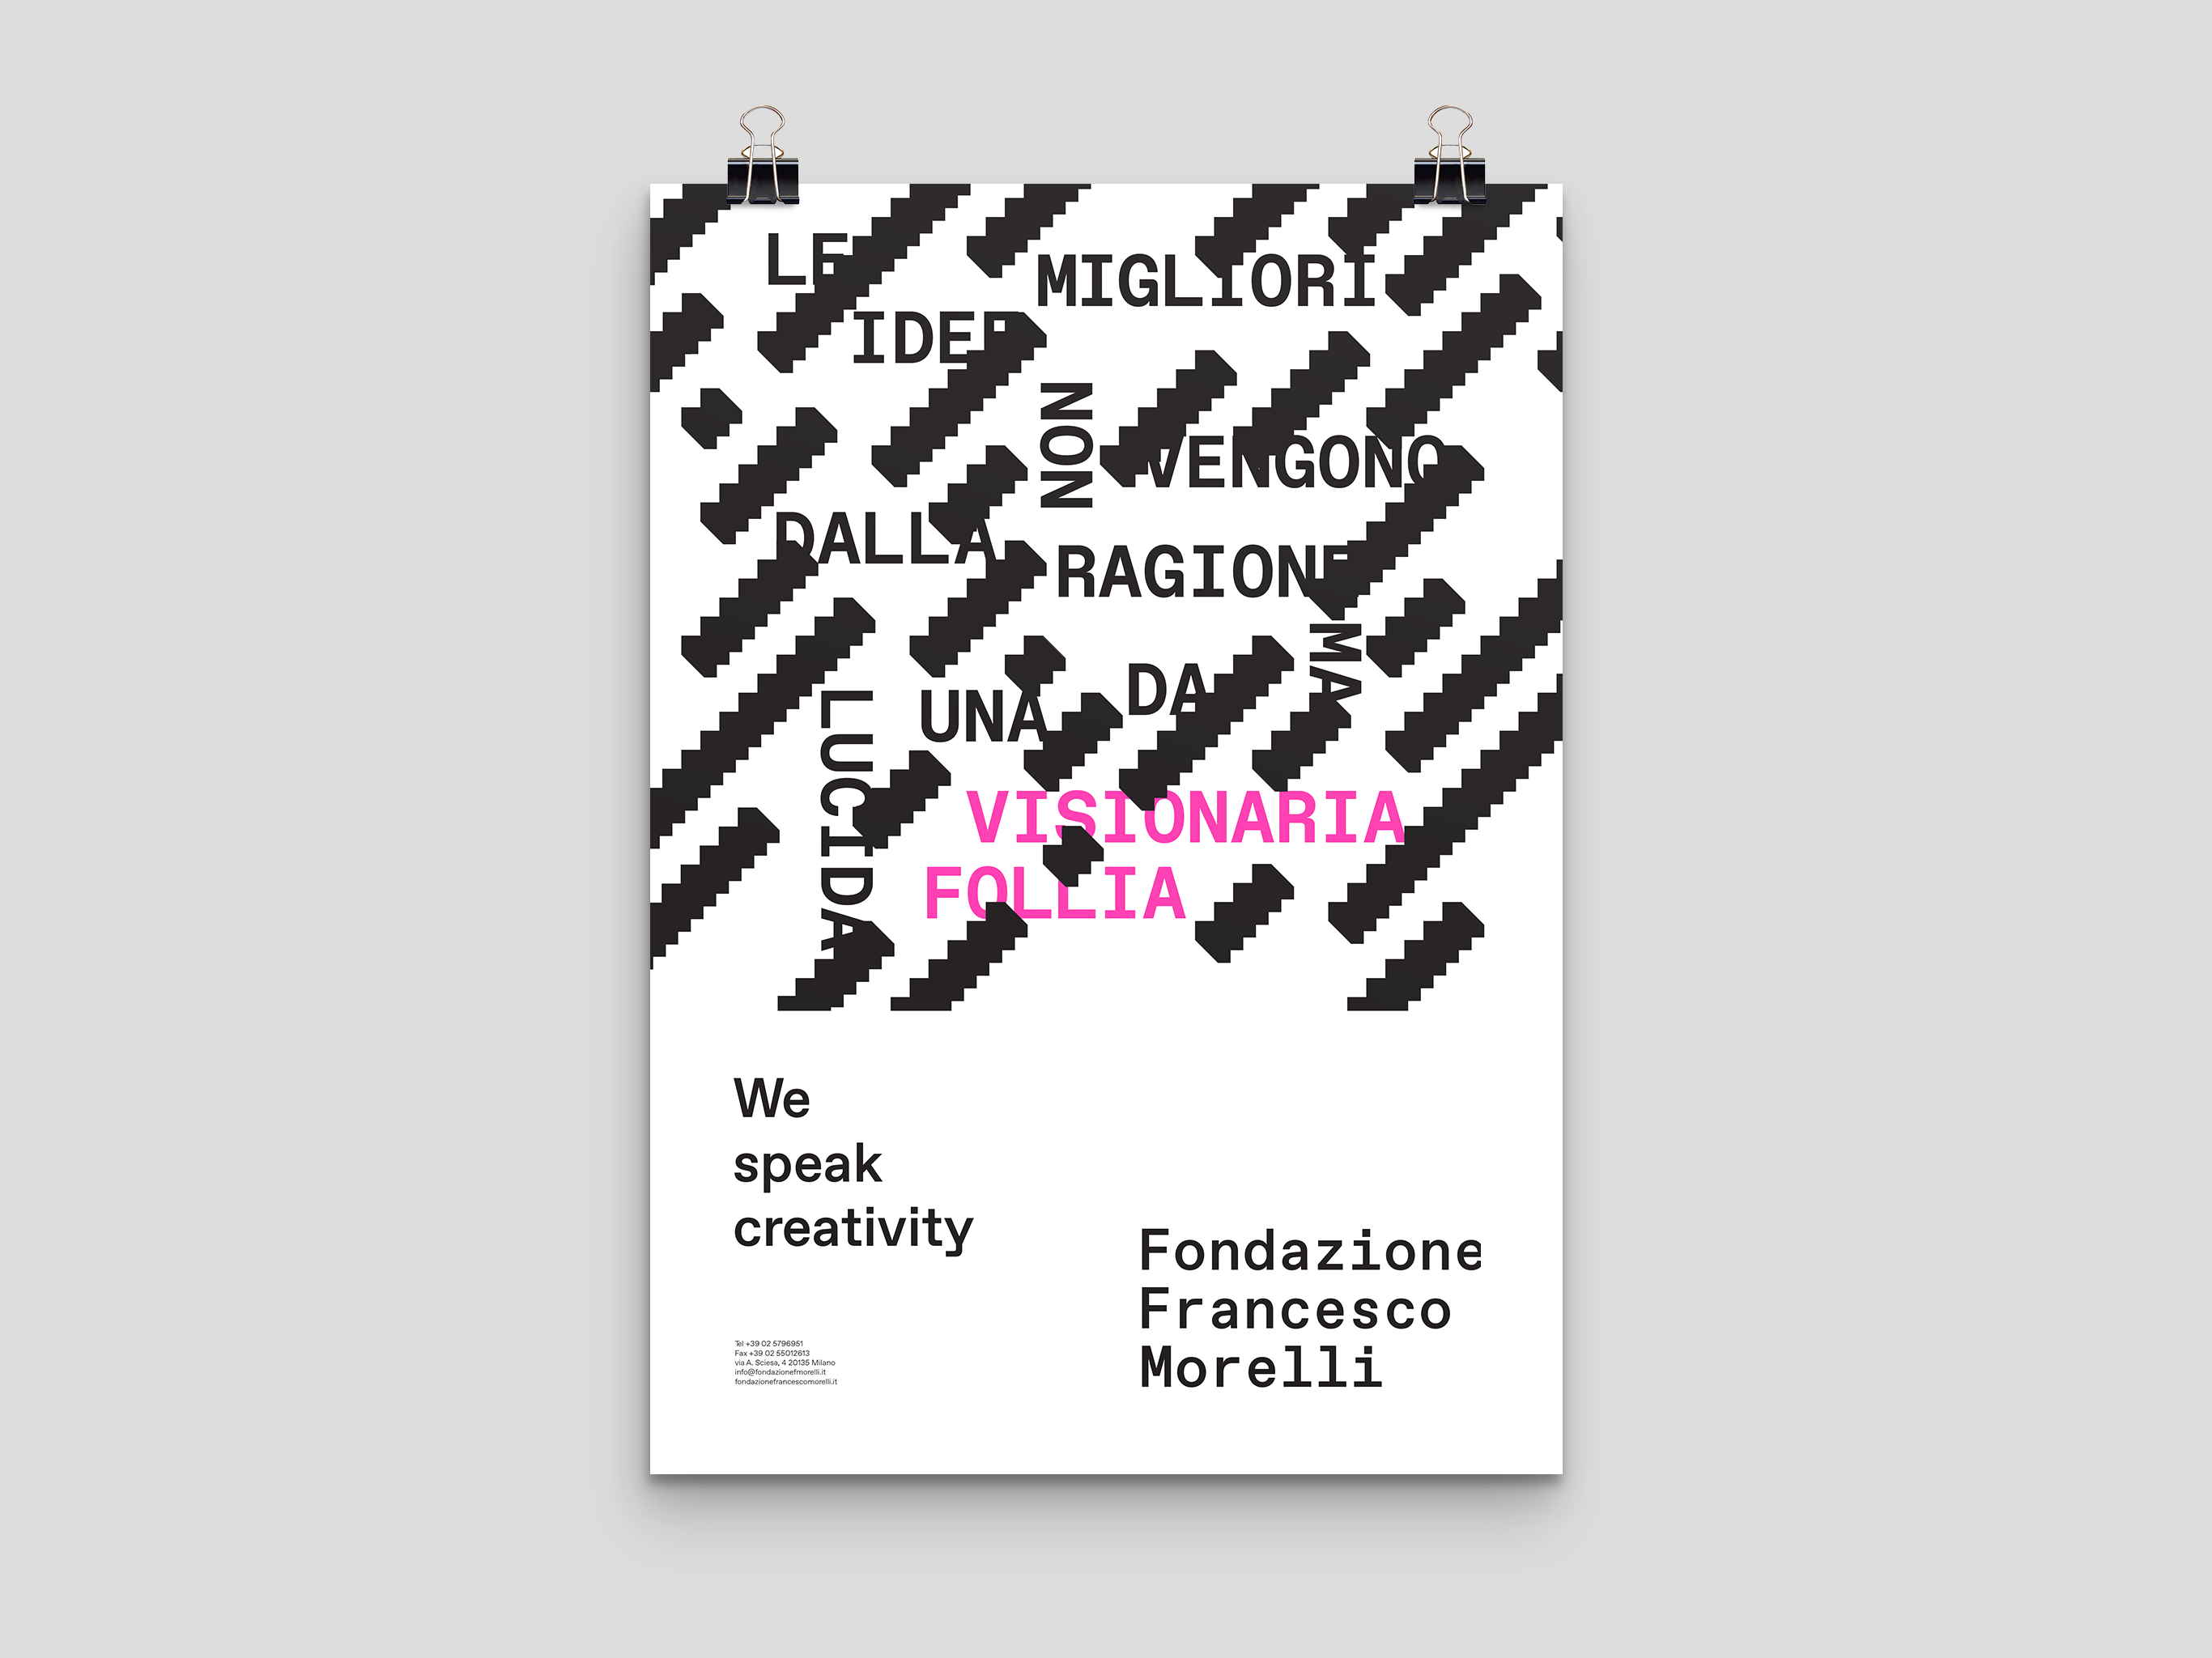 LE
MIGLIORI
IDEE
NON
VENGONO
DALLA
RAGIONE
MA
DA
UNA
LUCIDA
VISIONARIA
FOLLIA
We
speak
creativity
Fondazione
Francesco
Morelli
Tel +39 02 5796951
Fax +39 02 55012613
via A. Sciesa, 4 20135 Milano
info@fondazionefmorelli.it
fondazionefrancescomorelli.it